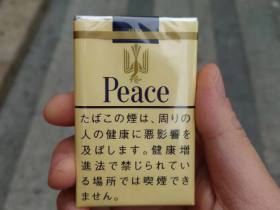 Peace
たばこの煙は、周りの
人の健康に悪影響を
及ぼします。健康増
進法で禁じられてい
る場所では喫煙でき
ません。